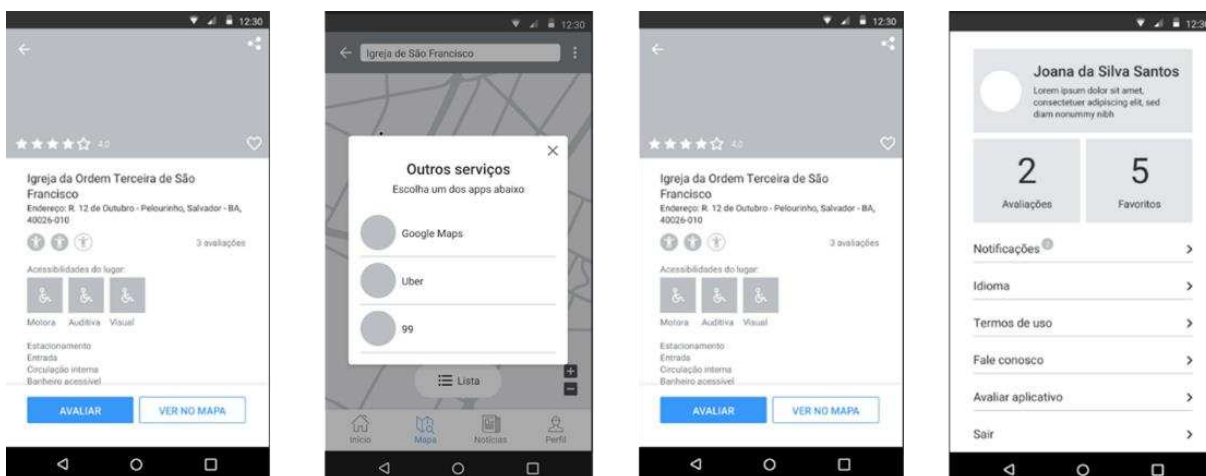 12:30
4,0
Igreja da Ordem Terceira de São
Francisco
Endereço: R. 12 de Outubro - Pelourinho, Salvador - BA,
40026-010
3 avaliações
Acessibilidades do lugar:
Motora Auditiva Visual
Estacionamento
Entrada
Circulação interna
Banheiro acessível
AVALIAR VER NO MAPA
12:30
Igreja de São Francisco
Outros serviços
Escolha um dos apps abaixo
Google Maps
Uber
99
Lista
Início Mapa Notícias Perfil
12:30
4,0
Igreja da Ordem Terceira de São
Francisco
Endereço: R. 12 de Outubro - Pelourinho, Salvador - BA,
40026-010
3 avaliações
Acessibilidades do lugar:
Motora Auditiva Visual
Estacionamento
Entrada
Circulação interna
Banheiro acessível
AVALIAR VER NO MAPA
12:30
Joana da Silva Santos
Lorem ipsum dolor sit amet,
consectetuer adipiscing elit, sed
diam nonummy nibh
2 5
Avaliações Favoritos
Notificações
Idioma
Termos de uso
Fale conosco
Avaliar aplicativo
Sair